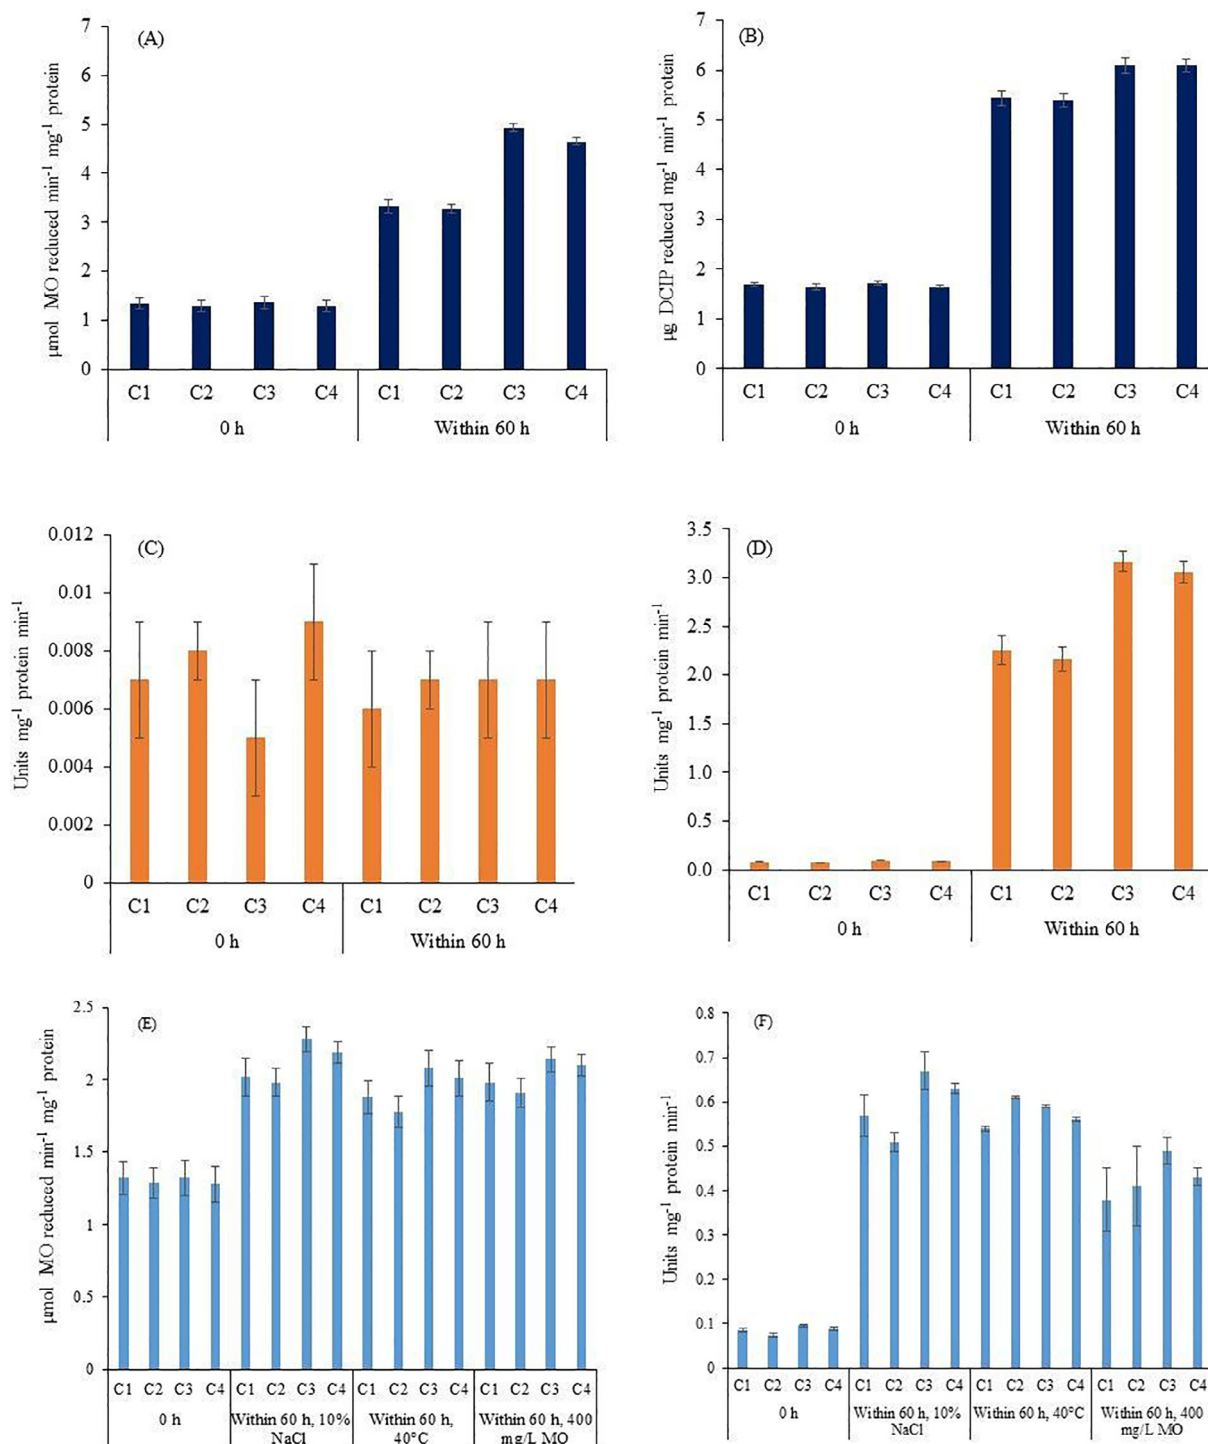 (A)
7
6
5
4
3
2
1
0
μmol MO reduced min⁻¹ mg⁻¹ protein
C1 C2 C3 C4 C1 C2 C3 C4
0 h Within 60 h
(B)
7
6
5
4
3
2
1
0
μg DCIP reduced mg⁻¹ min⁻¹ protein
C1 C2 C3 C4 C1 C2 C3 C4
0 h Within 60 h
(C)
0.012
0.01
0.008
0.006
0.004
0.002
0
Units mg⁻¹ protein min⁻¹
C1 C2 C3 C4 C1 C2 C3 C4
0 h Within 60 h
(D)
3.5
3.0
2.5
2.0
1.5
1.0
0.5
0.0
Units mg⁻¹ protein min⁻¹
C1 C2 C3 C4 C1 C2 C3 C4
0 h Within 60 h
(E)
2.5
2
1.5
1
0.5
0
μmol MO reduced min⁻¹ mg⁻¹ protein
C1 C2 C3 C4 C1 C2 C3 C4 C1 C2 C3 C4 C1 C2 C3 C4
0 h Within 60 h, 10% Within 60 h, Within 60 h, 400
NaCl 40°C mg/L MO
(F)
0.8
0.7
0.6
0.5
0.4
0.3
0.2
0.1
0
Units mg⁻¹ protein min⁻¹
C1 C2 C3 C4 C1 C2 C3 C4 C1 C2 C3 C4 C1 C2 C3 C4
0 h Within 60 h, 10% Within 60 h, 40°C Within 60 h, 400
NaCl mg/L MO